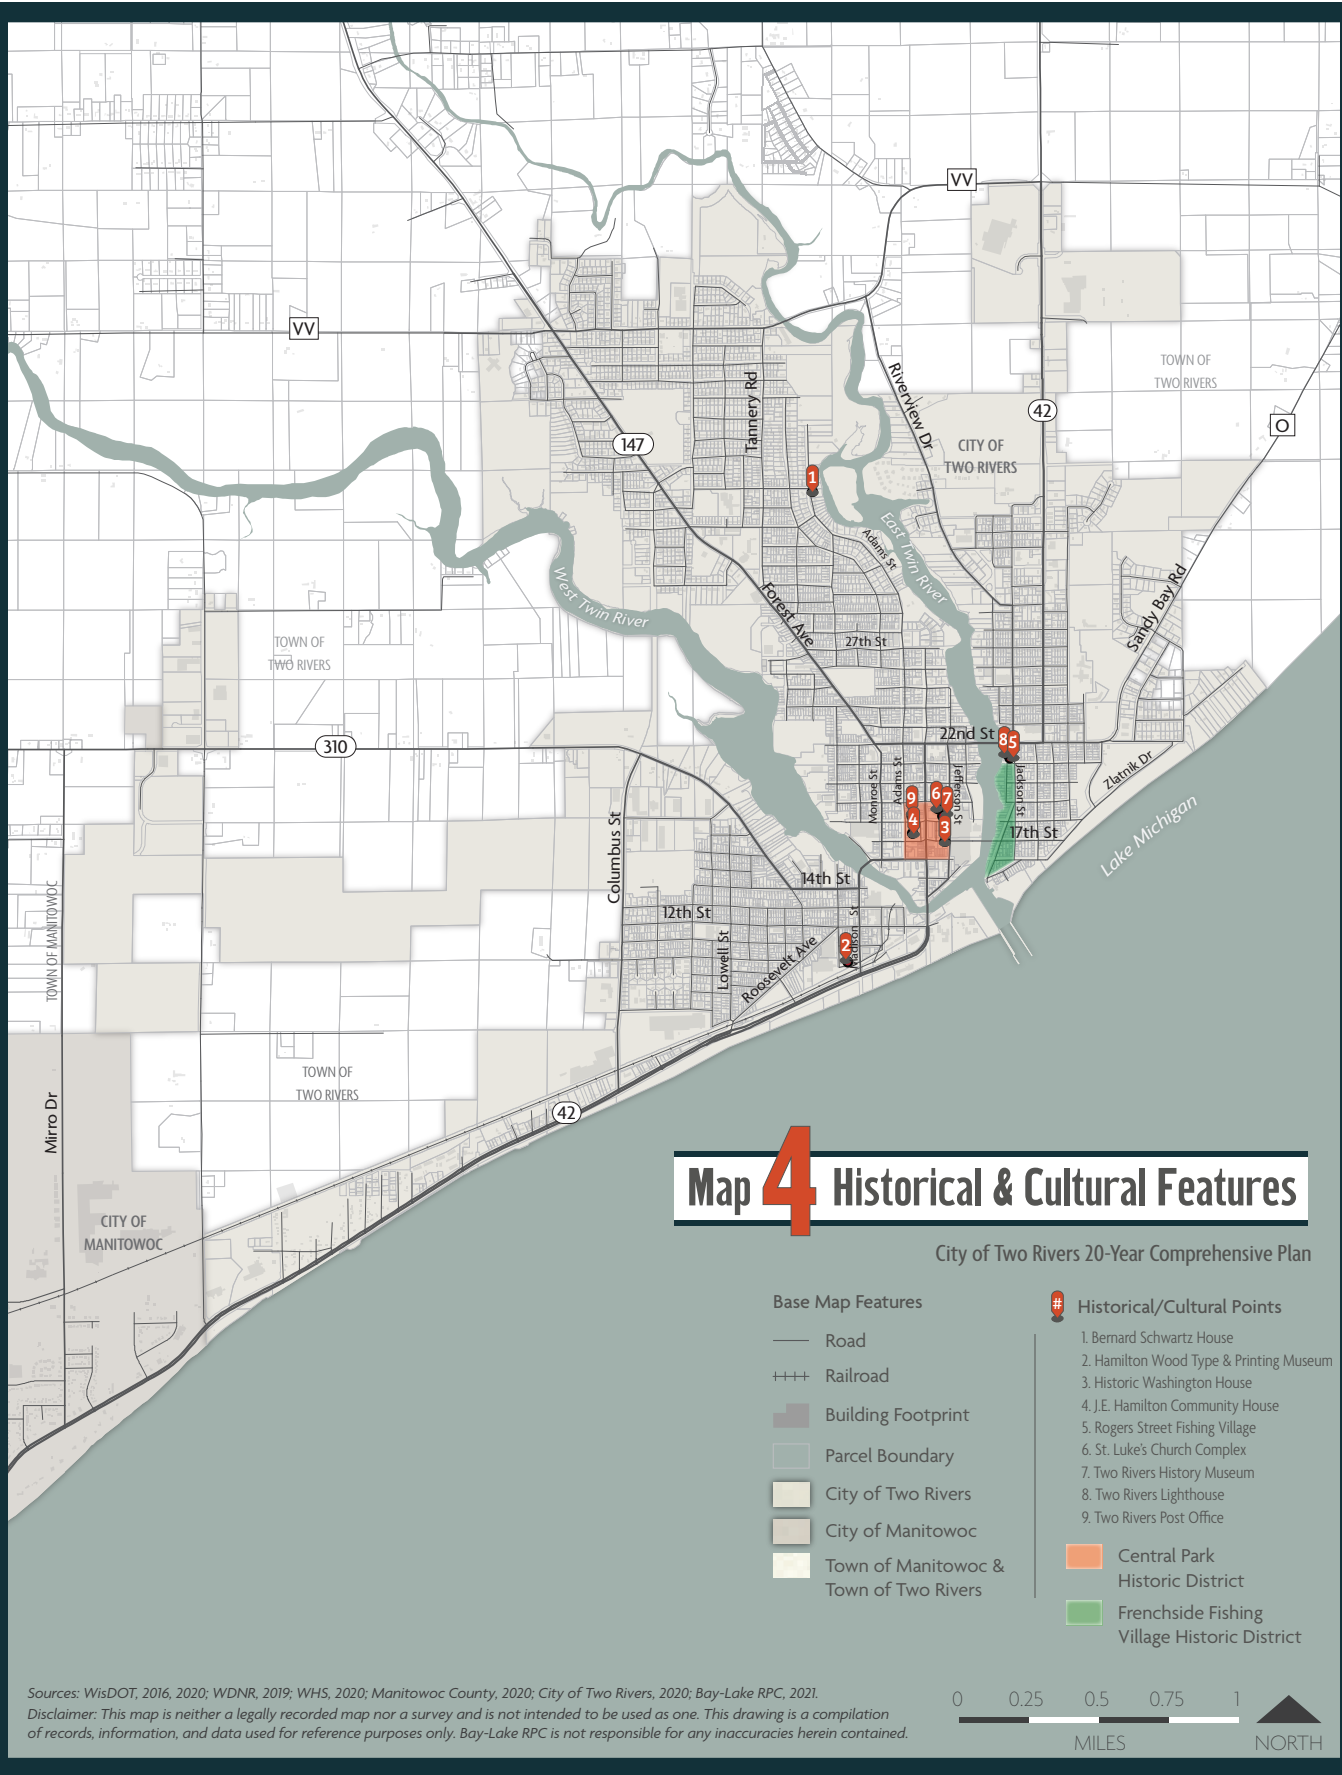 VV
VV
TOWN OF
TWO RIVERS
Riverview Dr
Tannery Rd
42
O
147
CITY OF
TWO RIVERS
1
East Twin River
Adams St
West Twin River
Forest Ave
Sandy Bay Rd
27th St
TOWN OF
TWO RIVERS
310
22nd St
8
5
Monroe St
Adams St
Jefferson St
Jackson St
Zlatnik Dr
9
6
7
4
3
17th St
Lake Michigan
Columbus St
14th St
12th St
TOWN OF MANITOWOC
Lowell St
Roosevelt Ave
Madison St
2
TOWN OF
TWO RIVERS
Mirro Dr
42
CITY OF
MANITOWOC
Map 4 Historical & Cultural Features
City of Two Rivers 20-Year Comprehensive Plan
Base Map Features
Road
Railroad
Building Footprint
Parcel Boundary
City of Two Rivers
City of Manitowoc
Town of Manitowoc &
Town of Two Rivers
# Historical/Cultural Points
1. Bernard Schwartz House
2. Hamilton Wood Type & Printing Museum
3. Historic Washington House
4. J.E. Hamilton Community House
5. Rogers Street Fishing Village
6. St. Luke's Church Complex
7. Two Rivers History Museum
8. Two Rivers Lighthouse
9. Two Rivers Post Office
Central Park
Historic District
Frenchside Fishing
Village Historic District
Sources: WisDOT, 2016, 2020; WDNR, 2019; WHS, 2020; Manitowoc County, 2020; City of Two Rivers, 2020; Bay-Lake RPC, 2021.
Disclaimer: This map is neither a legally recorded map nor a survey and is not intended to be used as one. This drawing is a compilation
of records, information, and data used for reference purposes only. Bay-Lake RPC is not responsible for any inaccuracies herein contained.
0 0.25 0.5 0.75 1
MILES
NORTH